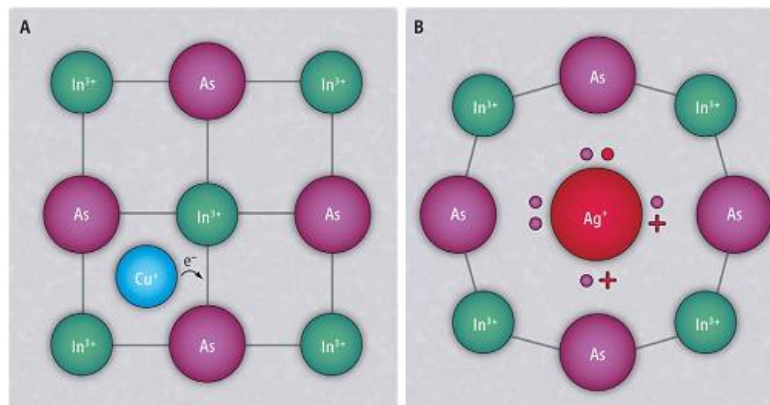 A
In³⁺ As In³⁺
As In³⁺ As
Cu⁺ e⁻
In³⁺ As In³⁺
B
As
In³⁺ In³⁺
As Ag⁺ As
In³⁺ In³⁺
As